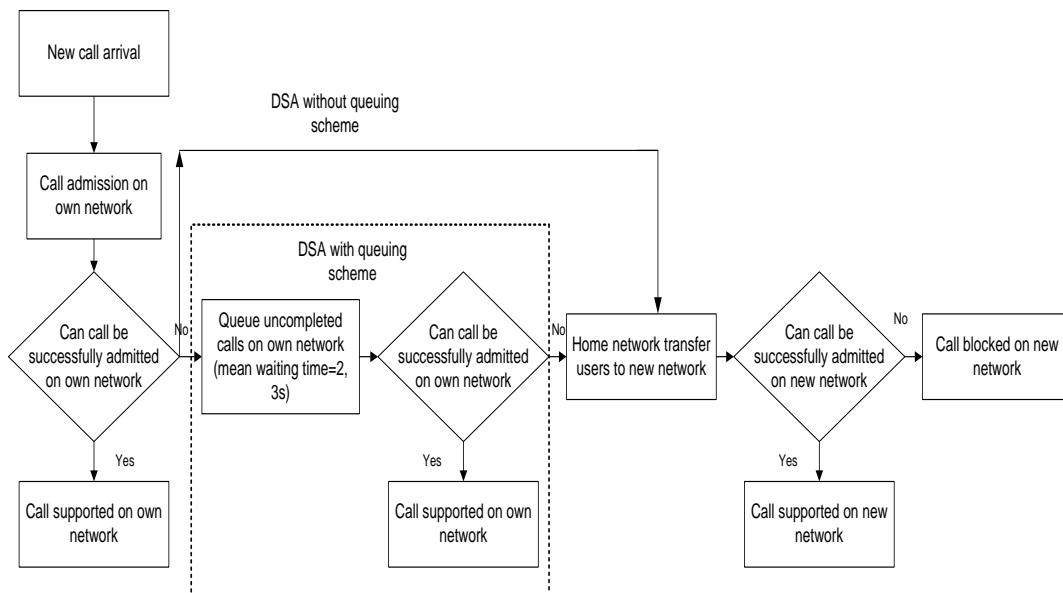 New call arrival
DSA without queuing
scheme
Call admission on
own network
DSA with queuing
scheme
Can call be
successfully admitted
on own network
No
Queue uncompleted
calls on own network
(mean waiting time=2,
3s)
Can call be
successfully admitted
on own network
No
Home network transfer
users to new network
Can call be
successfully admitted
on new network
No
Call blocked on new
network
Yes
Yes
Yes
Call supported on own
network
Call supported on own
network
Call supported on new
network